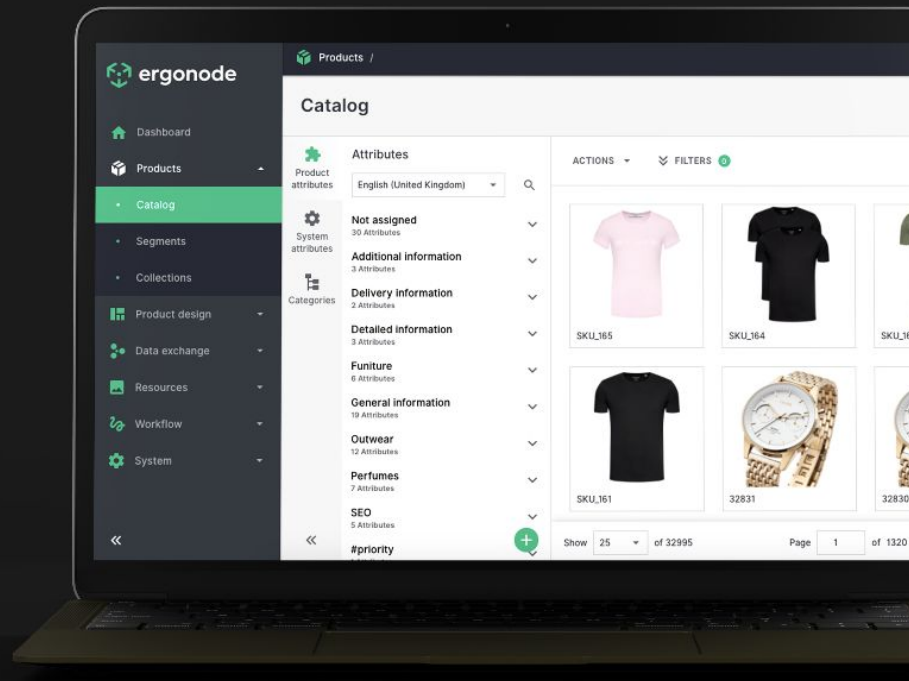 ergonode
Products /
Catalog
Dashboard
Products
Catalog
Segments
Collections
Product design
Data exchange
Resources
Workflow
System
Product
attributes
System
attributes
Categories
Attributes
English (United Kingdom)
Not assigned
30 Attributes
Additional information
3 Attributes
Delivery information
2 Attributes
Detailed information
3 Attributes
Funiture
6 Attributes
General information
19 Attributes
Outwear
12 Attributes
Perfumes
7 Attributes
SEO
5 Attributes
#priority
ACTIONS
FILTERS 0
SKU_165
SKU_164
SKU_161
32831
32830
Show 25 of 32995
Page 1 of 1320